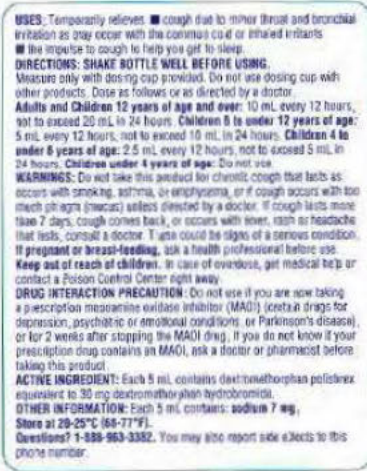 USES: Temporarily relieves ■ cough due to minor throat and bronchial
irritation as may occur with the common cold or inhaled irritants
■ the impulse to cough to help you get to sleep.
DIRECTIONS: SHAKE BOTTLE WELL BEFORE USING.
Measure only with dosing cup provided. Do not use dosing cup with
other products. Dose as follows or as directed by a doctor.
Adults and Children 12 years of age and over: 10 mL every 12 hours,
not to exceed 20 mL in 24 hours. Children 6 to under 12 years of age:
5 mL every 12 hours, not to exceed 10 mL in 24 hours. Children 4 to
under 6 years of age: 2.5 mL every 12 hours, not to exceed 5 mL in
24 hours. Children under 4 years of age: Do not use.
WARNINGS: Do not take this product for chronic cough that lasts as
occurs with smoking, asthma, or emphysema, or if cough occurs with too
much phlegm (mucus) unless directed by a doctor. If cough lasts more
than 7 days, cough comes back, or occurs with fever, rash or headache
that lasts, consult a doctor. These could be signs of a serious condition.
If pregnant or breast-feeding, ask a health professional before use.
Keep out of reach of children. In case of overdose, get medical help or
contact a Poison Control Center right away.
DRUG INTERACTION PRECAUTION: Do not use if you are now taking
a prescription monoamine oxidase inhibitor (MAOI) (certain drugs for
depression, psychiatric or emotional conditions, or Parkinson's disease),
or for 2 weeks after stopping the MAOI drug. If you do not know if your
prescription drug contains an MAOI, ask a doctor or pharmacist before
taking this product.
ACTIVE INGREDIENT: Each 5 mL contains dextromethorphan polistirex
equivalent to 30 mg dextromethorphan hydrobromide.
OTHER INFORMATION: Each 5 mL contains: sodium 7 mg.
Store at 20-25°C (68-77°F).
Questions? 1-888-963-3382. You may also report side effects to this
phone number.